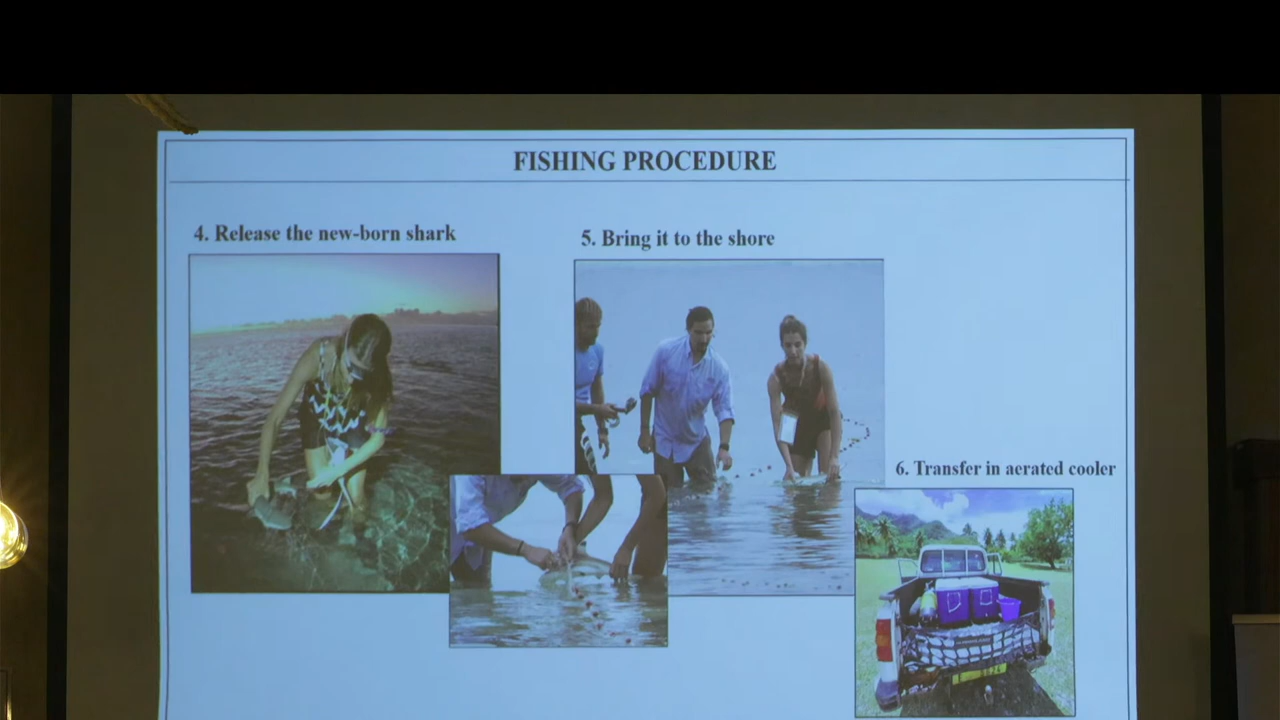 FISHING PROCEDURE
4. Release the new-born shark
5. Bring it to the shore
6. Transfer in aerated cooler